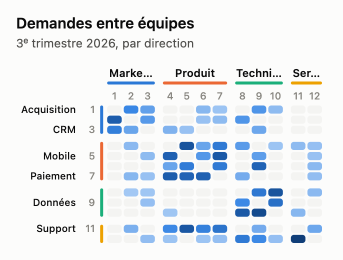 Demandes entre équipes
3ᵉ trimestre 2026, par direction
Marke... Produit Techni... Ser...
1 2 3 4 5 6 7 8 9 10 11 12
Acquisition 1
CRM 3
Mobile 5
Paiement 7
Données 9
Support 11